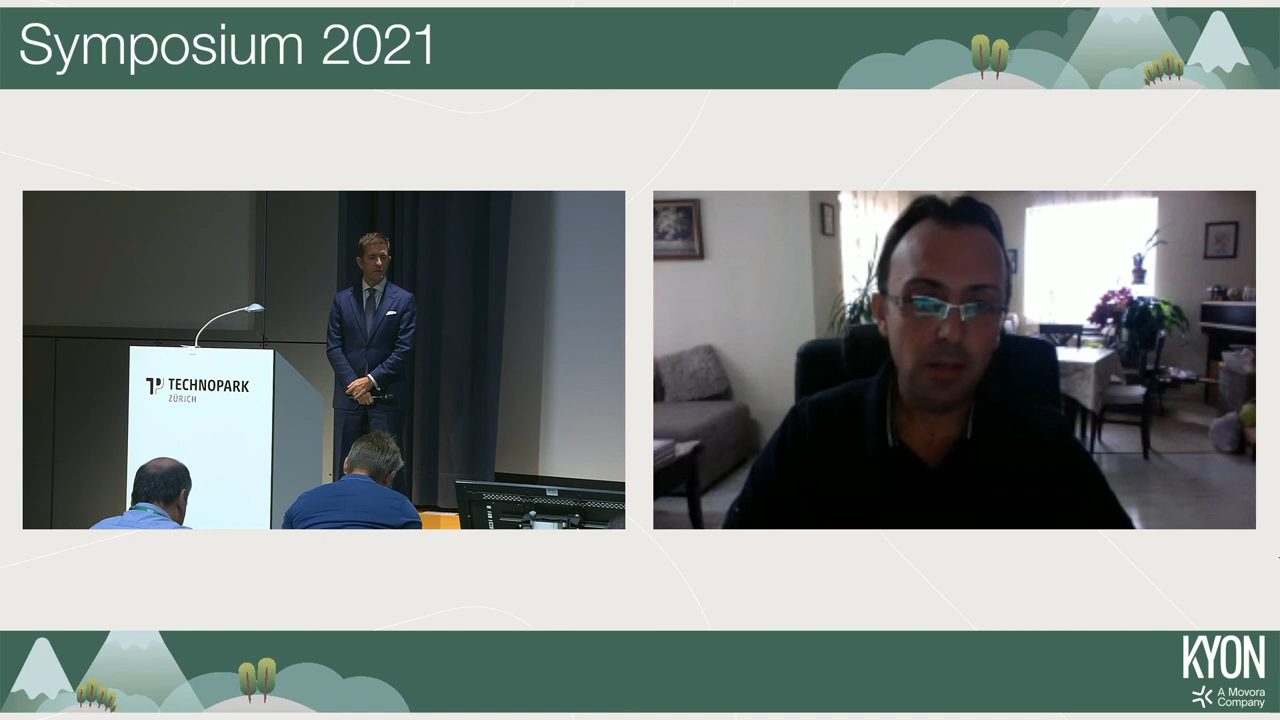 Symposium 2021
TECHNOPARK
ZÜRICH
KYON
A Movora
Company